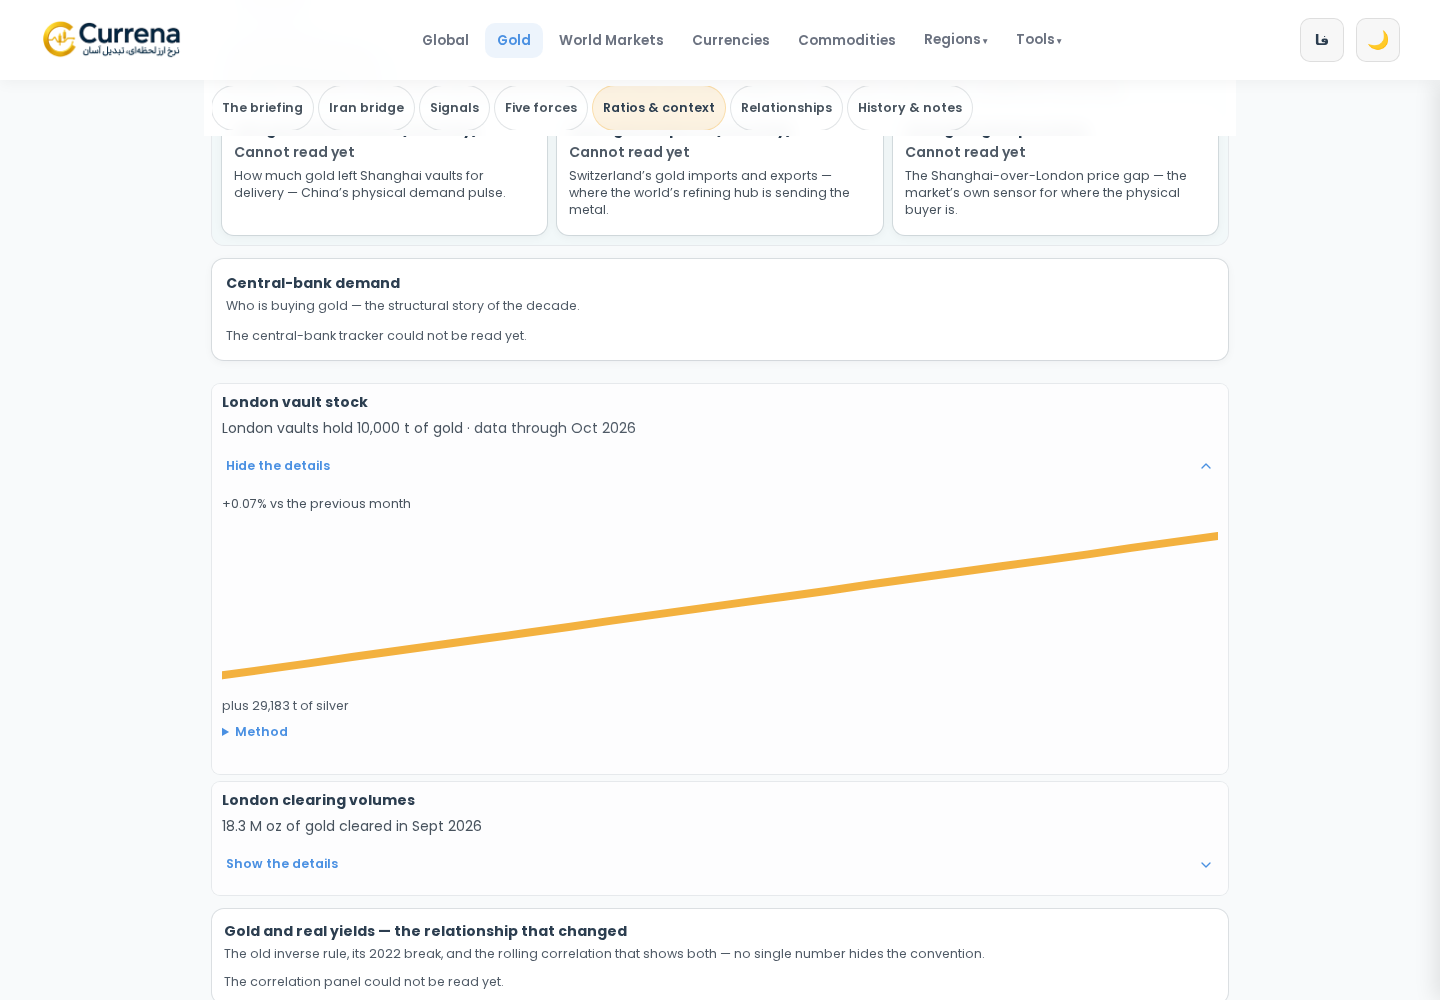 Currena
نرخ ارز لحظه‌ای، تبدیل آسان
Global
Gold
World Markets
Currencies
Commodities
Regions ▾
Tools ▾
فا
The briefing
Iran bridge
Signals
Five forces
Ratios & context
Relationships
History & notes
Cannot read yet
How much gold left Shanghai vaults for
delivery — China’s physical demand pulse.
Cannot read yet
Switzerland’s gold imports and exports —
where the world’s refining hub is sending the
metal.
Cannot read yet
The Shanghai-over-London price gap — the
market’s own sensor for where the physical
buyer is.
Central-bank demand
Who is buying gold — the structural story of the decade.
The central-bank tracker could not be read yet.
London vault stock
London vaults hold 10,000 t of gold · data through Oct 2026
Hide the details
+0.07% vs the previous month
plus 29,183 t of silver
Method
London clearing volumes
18.3 M oz of gold cleared in Sept 2026
Show the details
Gold and real yields — the relationship that changed
The old inverse rule, its 2022 break, and the rolling correlation that shows both — no single number hides the convention.
The correlation panel could not be read yet.